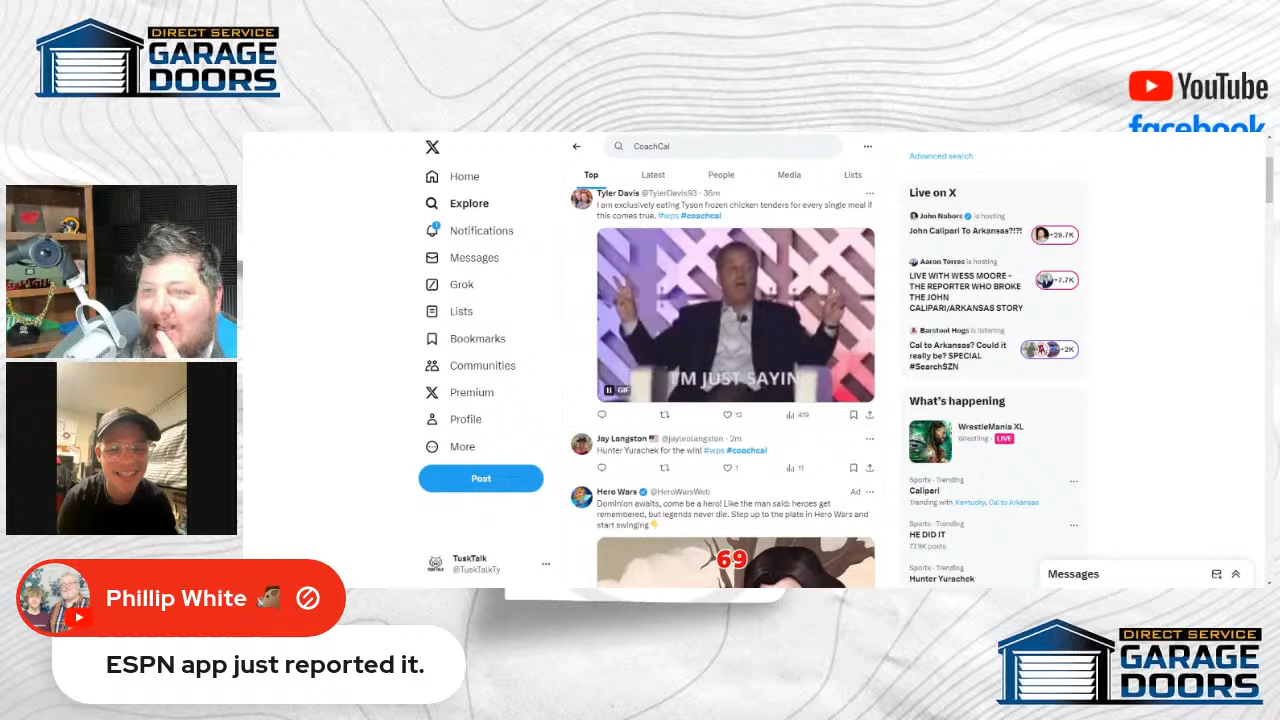 DIRECT SERVICE
GARAGE
DOORS
YouTube
facebook
X
Home
Explore
1
Notifications
Messages
Grok
Lists
Bookmarks
Communities
Premium
Profile
More
Post
TuskTalk
@TuskTalkTy
CoachCal
Top
Latest
People
Media
Lists
Tyler Davis @TylerDavis93 · 36m
I am exclusively eating Tyson frozen chicken tenders for every single meal if
this comes true. #wps #coachcal
I'M JUST SAYIN
GIF
12
419
Jay Langston @jayleolangston · 2m
Hunter Yurachek for the win! #wps #coachcal
1
11
Hero Wars @HeroWarsWeb
Ad
Dominion awaits, come be a hero! Like the man said: heroes get
remembered, but legends never die. Step up to the plate in Hero Wars and
start swinging
69
Advanced search
Live on X
John Nabors is hosting
John Calipari To Arkansas?!?!
+29.7K
Aaron Torres is hosting
LIVE WITH WESS MOORE -
THE REPORTER WHO BROKE
THE JOHN
CALIPARI/ARKANSAS STORY
+7.7K
Barstool Hogs is listening
Cal to Arkansas? Could it
really be? SPECIAL
#SearchSZN
+2K
What's happening
WrestleMania XL
Wrestling · LIVE
Sports · Trending
Calipari
Trending with Kentucky, Cal to Arkansas
Sports · Trending
HE DID IT
77.9K posts
Sports · Trending
Hunter Yurachek
Messages
Phillip White
ESPN app just reported it.
DIRECT SERVICE
GARAGE
DOORS